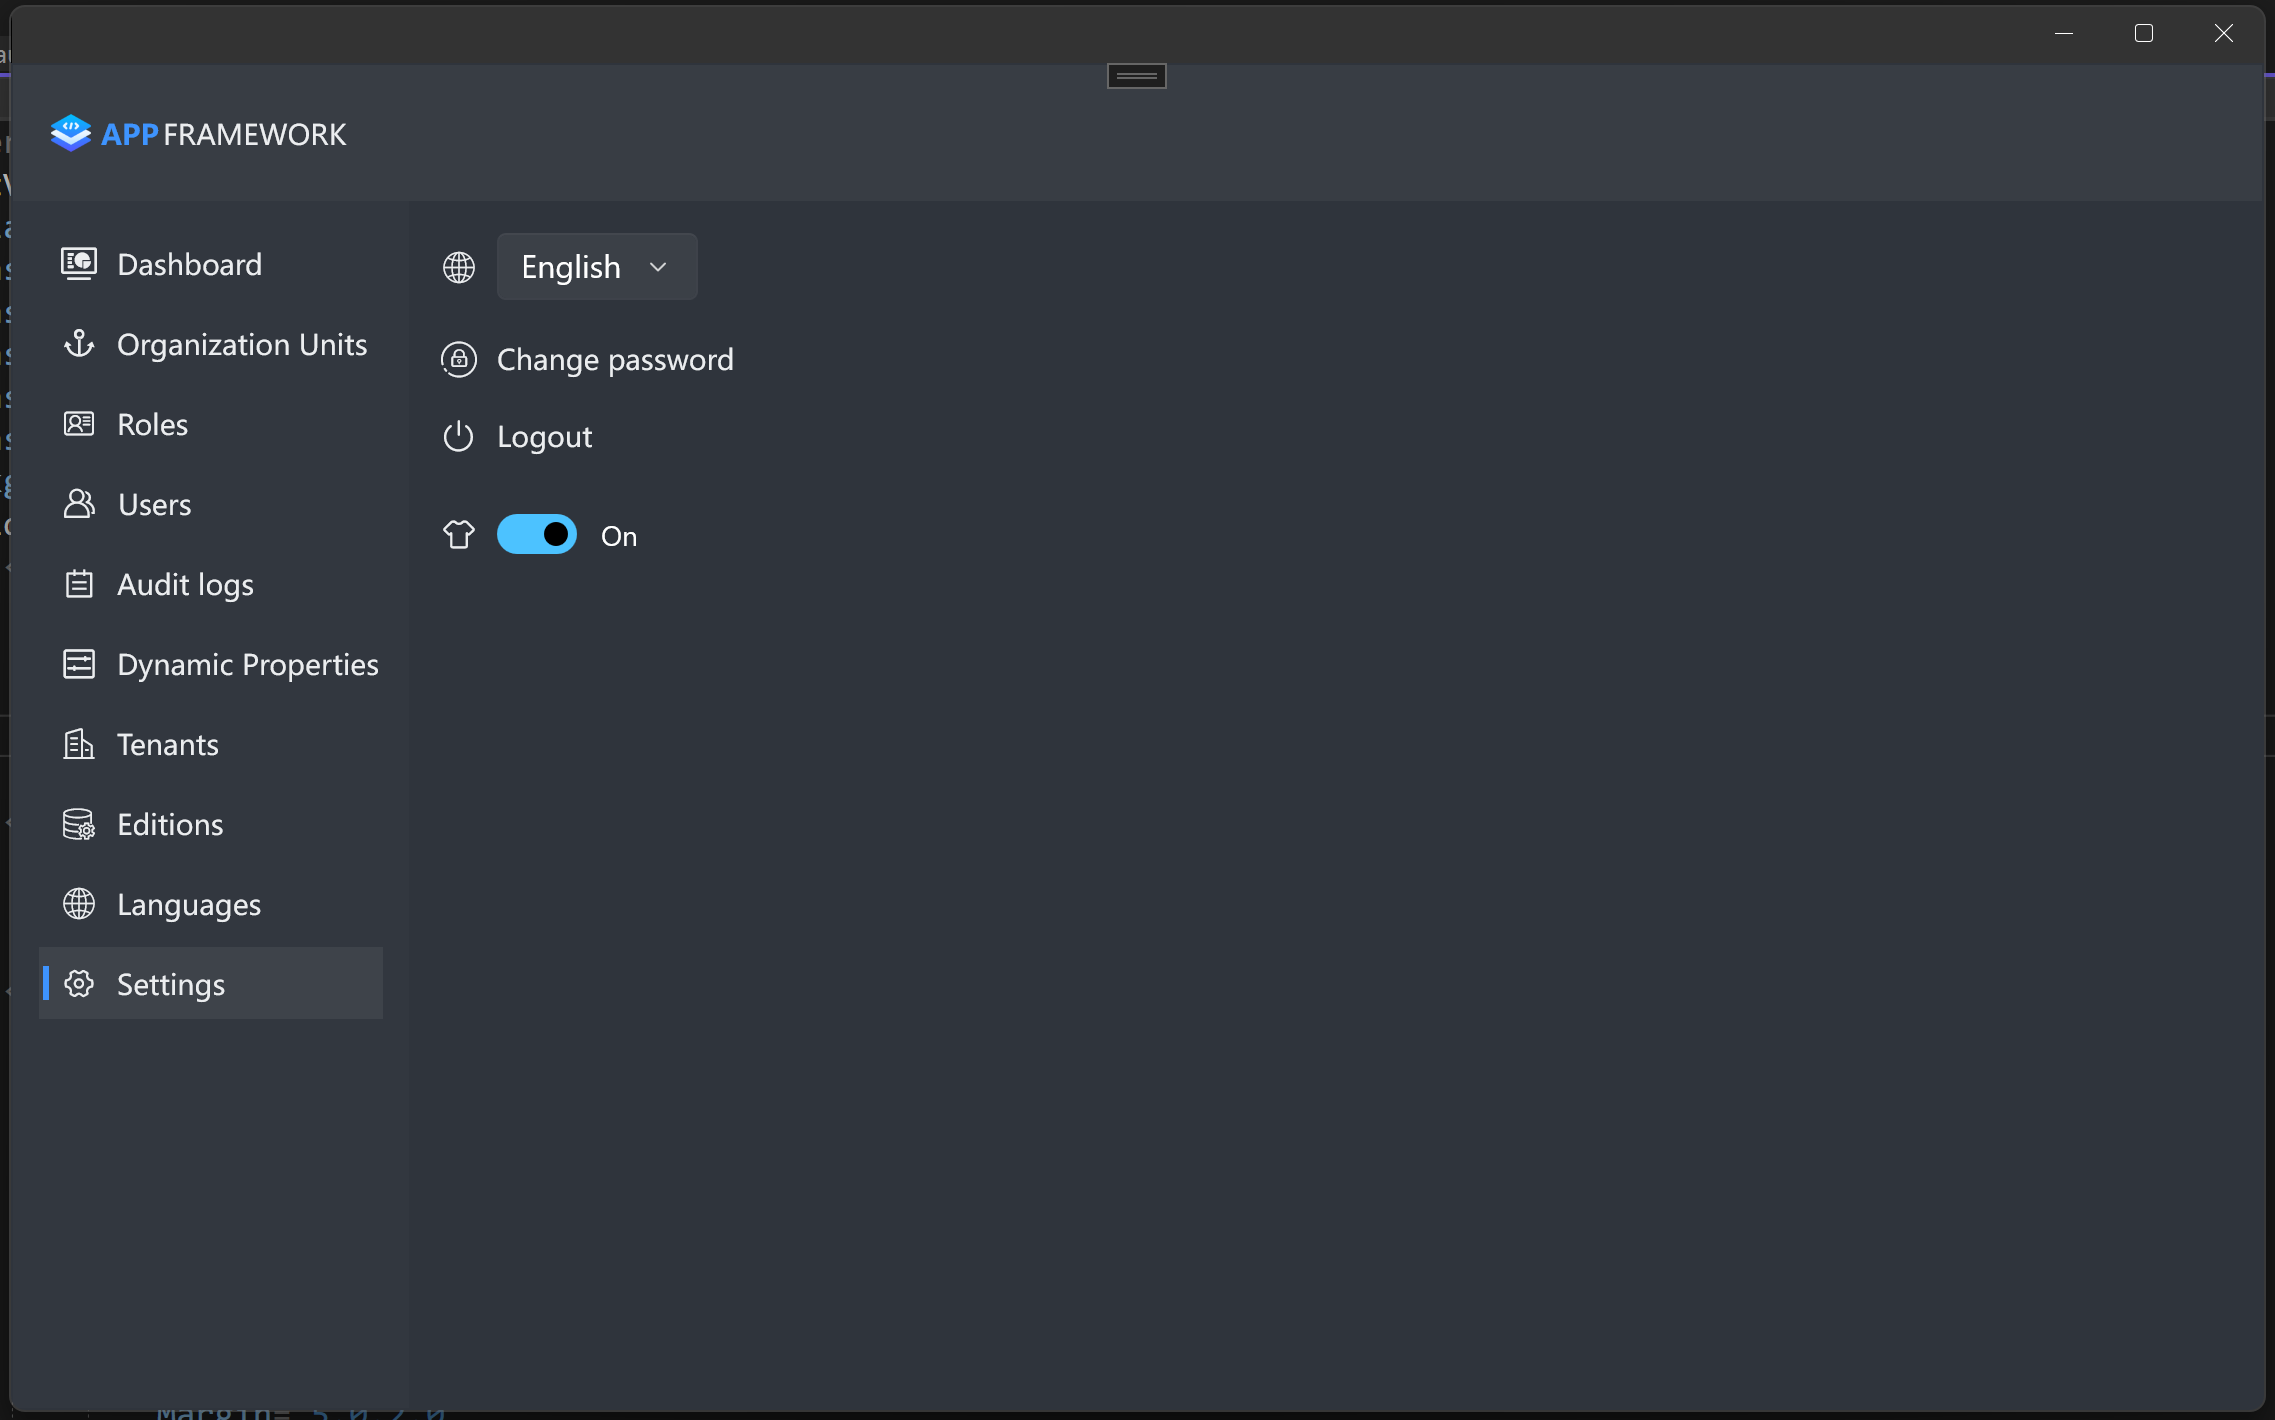 APP FRAMEWORK
Dashboard
Organization Units
Roles
Users
Audit logs
Dynamic Properties
Tenants
Editions
Languages
Settings
English
Change password
Logout
On